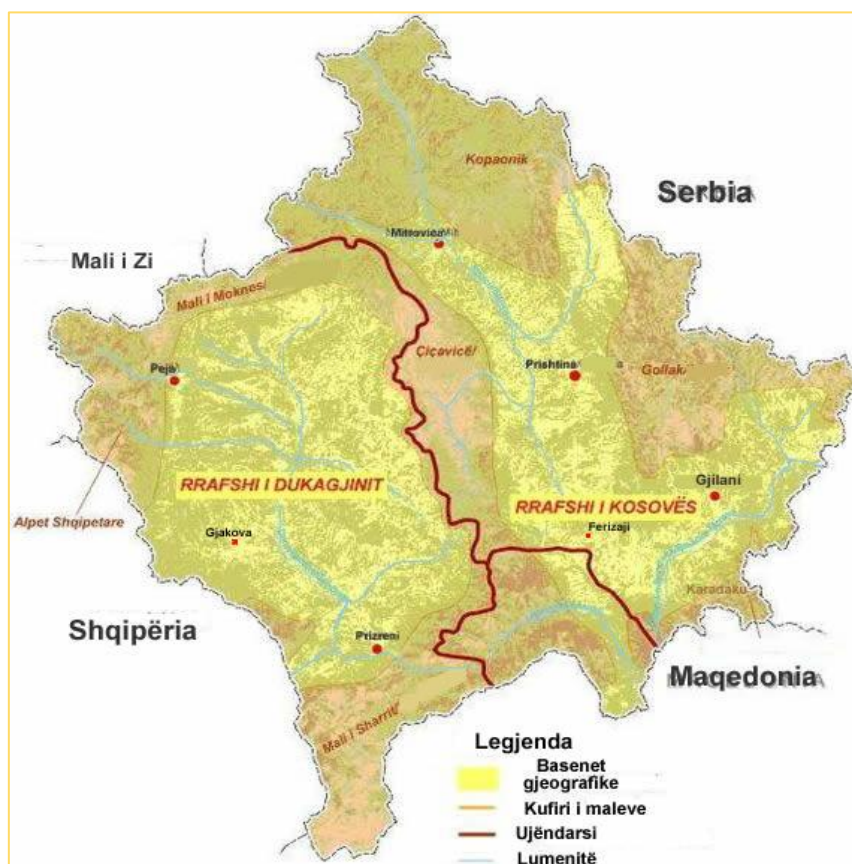 Kopaonik
Serbia
Mitrovica
Mali i Zi
Mali i Moknes/
Çiçavicë/
Peja
Prishtina
Gollak/
RRAFSHI I DUKAGJINIT
Gjilani
RRAFSHI I KOSOVËS
Alpet Shqipetare
Gjakova
Ferizaji
Karadaku
Shqipëria
Prizreni
Maqedonia
Mali i Sharrit/
Legjenda
Basenet
gjeografike
Kufiri i maleve
Ujëndarsi
Lumenitë